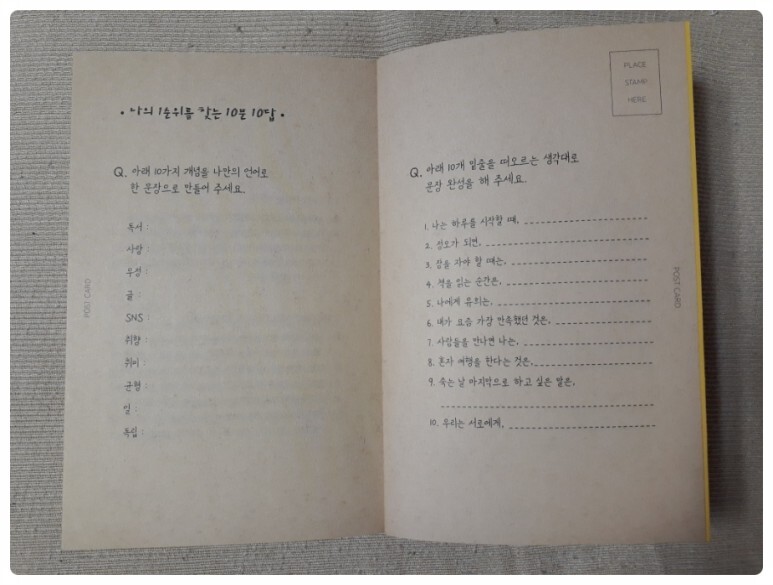 • 나의 1순위를 찾는 10분 10답 •
Q. 아래 10가지 개념을 나만의 언어로
한 문장으로 만들어 주세요.
독서 :
사랑 :
우정 :
글 :
SNS :
취향 :
취미 :
균형 :
일 :
독립 :
POST CARD
PLACE
STAMP
HERE
Q. 아래 10개 밑줄을 떠오르는 생각대로
문장 완성을 해 주세요.
1. 나는 하루를 시작할 때,
2. 정오가 되면,
3. 잠을 자야 할 때는,
4. 책을 읽는 순간은,
5. 나에게 유희는,
6. 내가 요즘 가장 만족했던 것은,
7. 사람들을 만나면 나는,
8. 혼자 여행을 한다는 것은,
9. 죽는 날 마지막으로 하고 싶은 말은,
10. 우리는 서로에게,
POST CARD